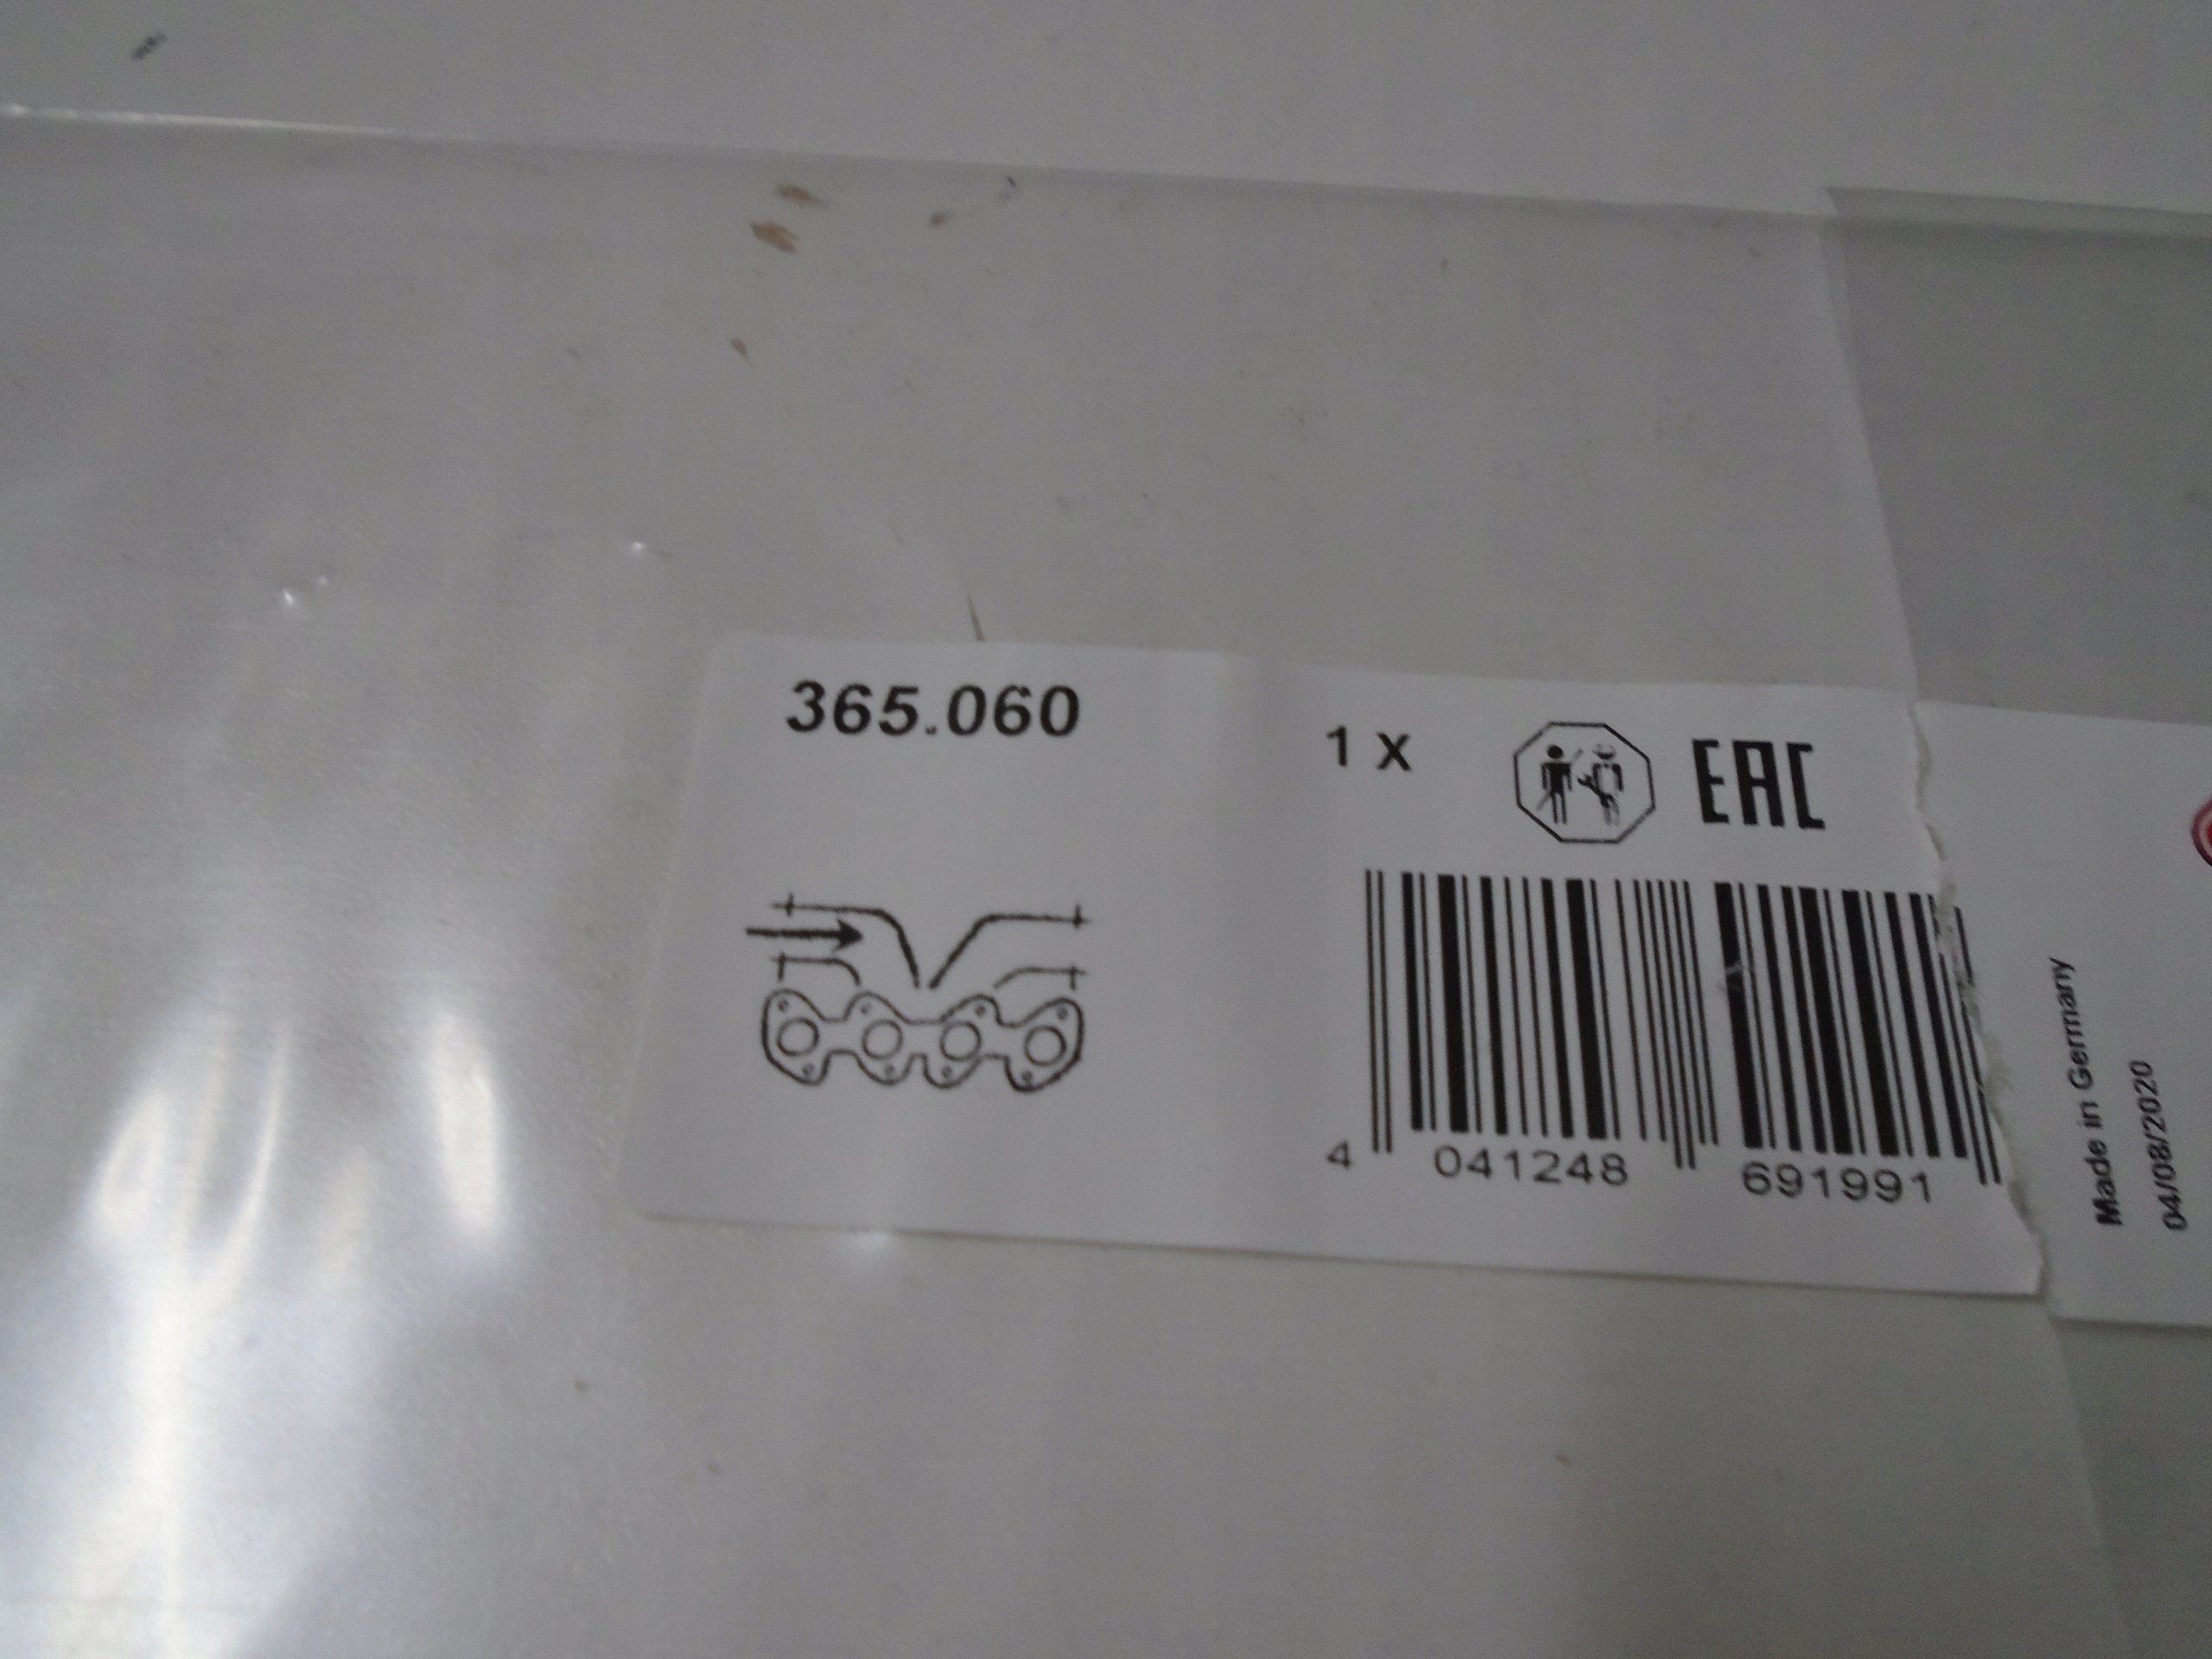 365.060
1 X
EAC
4 041248 691991
Made in Germany
04/08/2020